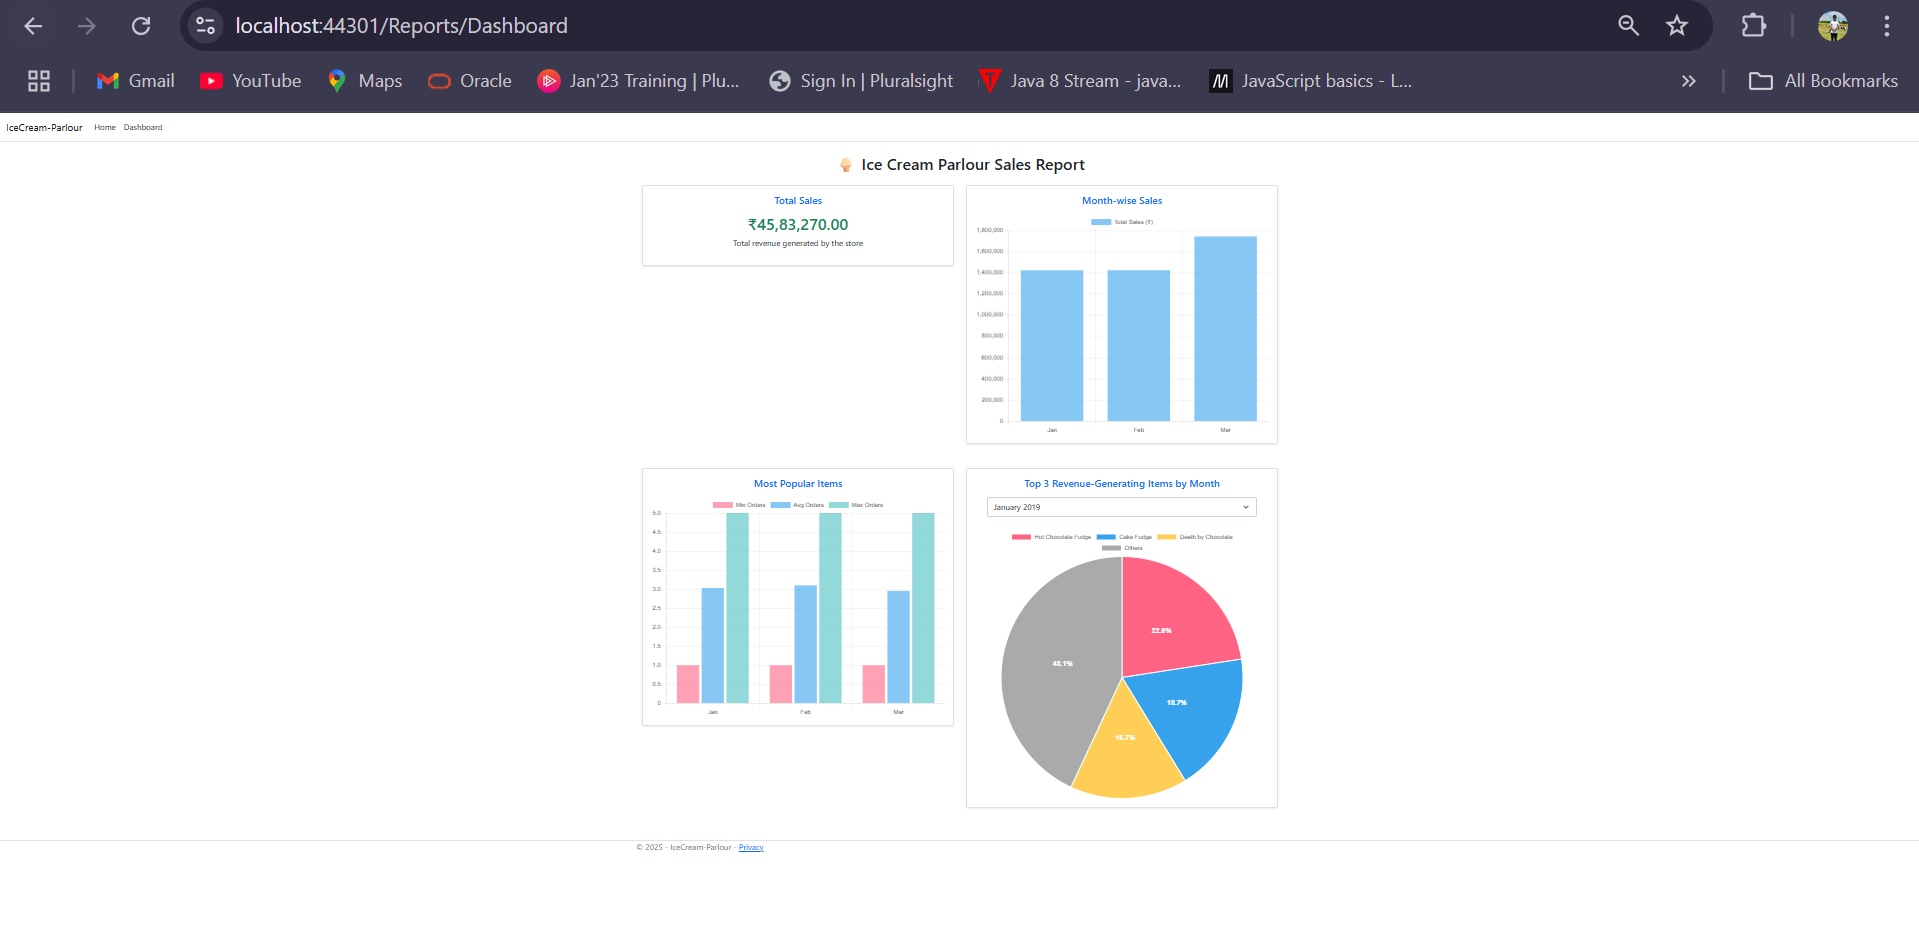 localhost:44301/Reports/Dashboard
Gmail
YouTube
Maps
Oracle
Jan'23 Training | Plu...
Sign In | Pluralsight
Java 8 Stream - java...
JavaScript basics - L...
»
All Bookmarks
IceCream-Parlour Home Dashboard
Ice Cream Parlour Sales Report
Total Sales
₹45,83,270.00
Total revenue generated by the store
Month-wise Sales
Total Sales (₹)
1,800,000
1,600,000
1,400,000
1,200,000
1,000,000
800,000
600,000
400,000
200,000
0
Jan Feb Mar
Most Popular Items
Min Orders Avg Orders Max Orders
5.0
4.5
4.0
3.5
3.0
2.5
2.0
1.5
1.0
0.5
0
Jan Feb Mar
Top 3 Revenue-Generating Items by Month
January 2019
Hot Chocolate Fudge Cake Fudge Death by Chocolate
Others
22.5%
43.1%
18.7%
15.7%
© 2025 - IceCream-Parlour - Privacy